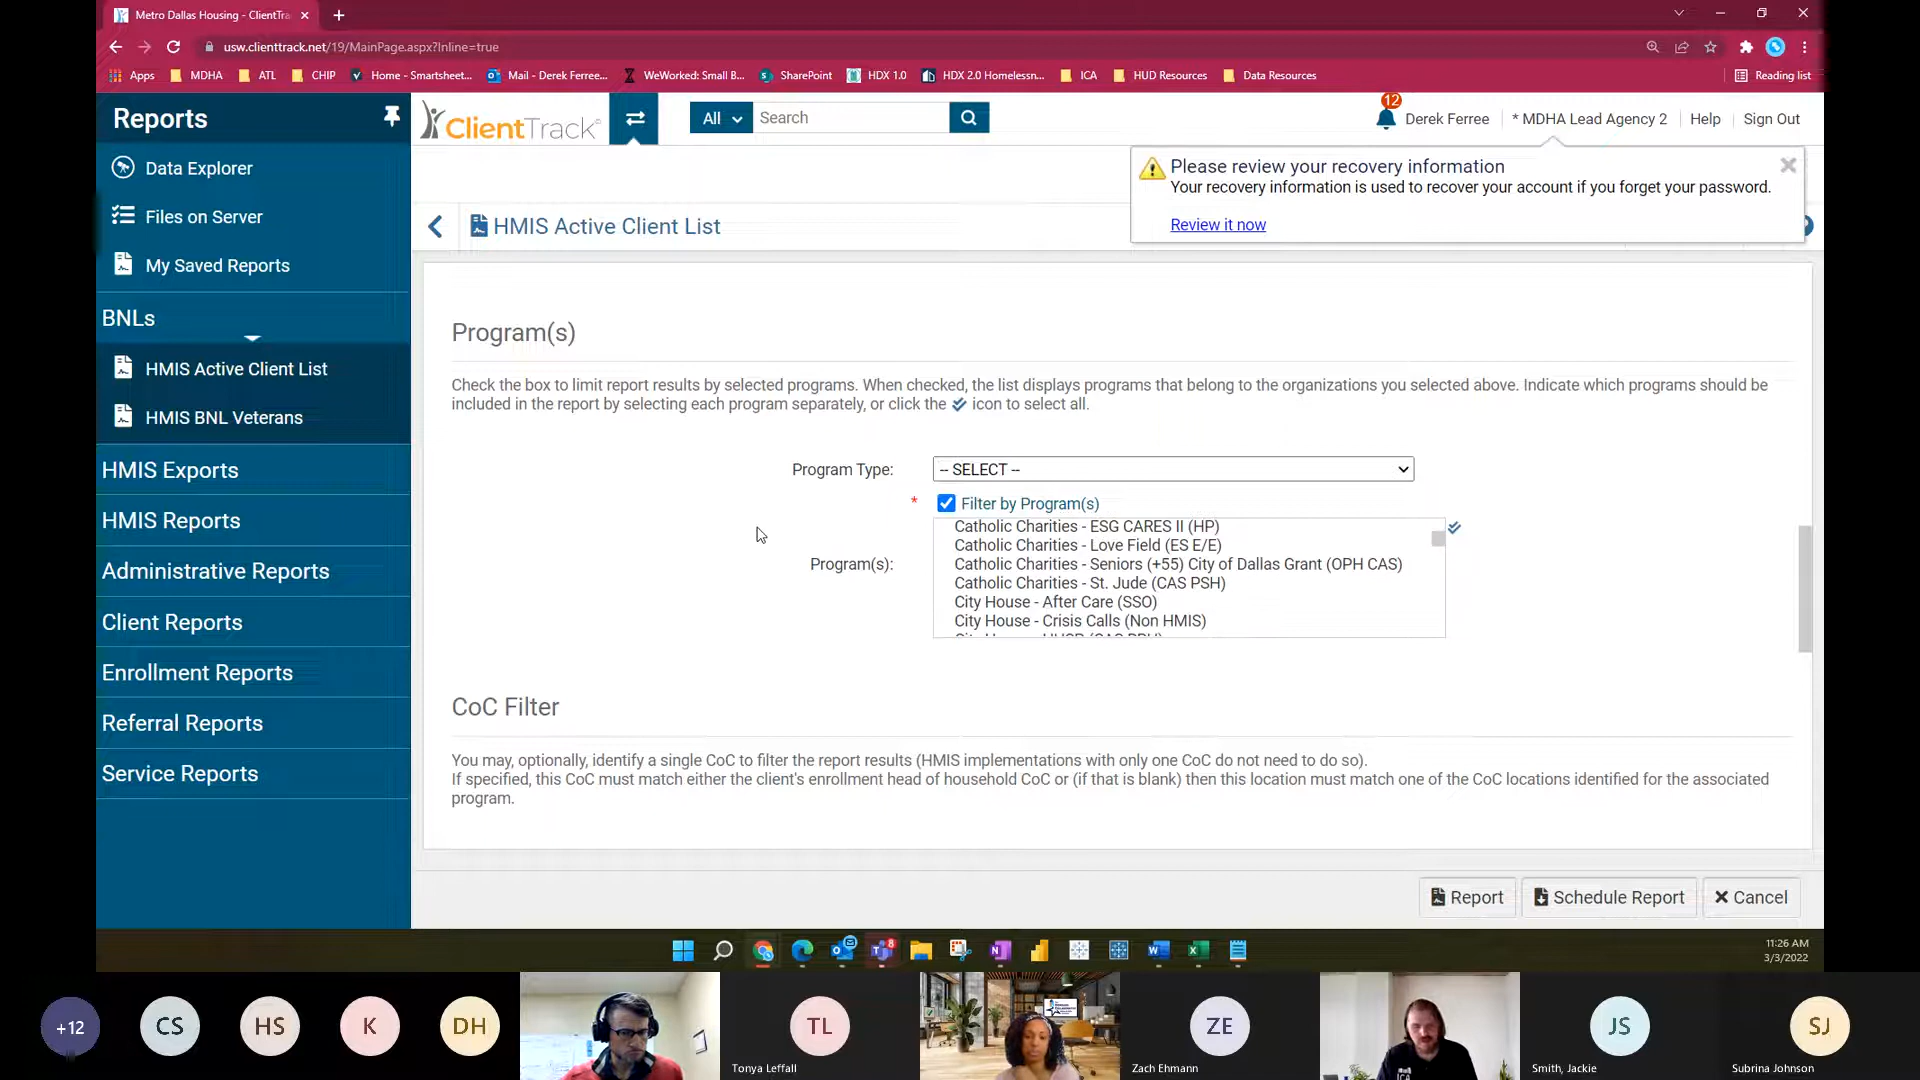 Metro Dallas Housing - ClientTra
usw.clienttrack.net/19/MainPage.aspx?Inline=true
Apps MDHA ATL CHIP Home - Smartsheet... Mail - Derek Ferree... WeWorked: Small B... SharePoint HDX 1.0 HDX 2.0 Homelessn... ICA HUD Resources Data Resources Reading list
Reports
Data Explorer
Files on Server
My Saved Reports
BNLs
HMIS Active Client List
HMIS BNL Veterans
HMIS Exports
HMIS Reports
Administrative Reports
Client Reports
Enrollment Reports
Referral Reports
Service Reports
ClientTrack
All
Search
12
Derek Ferree
* MDHA Lead Agency 2
Help
Sign Out
Please review your recovery information
Your recovery information is used to recover your account if you forget your password.
Review it now
HMIS Active Client List
Program(s)
Check the box to limit report results by selected programs. When checked, the list displays programs that belong to the organizations you selected above. Indicate which programs should be
included in the report by selecting each program separately, or click the icon to select all.
Program Type: -- SELECT --
* Filter by Program(s)
Program(s):
Catholic Charities - ESG CARES II (HP)
Catholic Charities - Love Field (ES E/E)
Catholic Charities - Seniors (+55) City of Dallas Grant (OPH CAS)
Catholic Charities - St. Jude (CAS PSH)
City House - After Care (SSO)
City House - Crisis Calls (Non HMIS)
CoC Filter
You may, optionally, identify a single CoC to filter the report results (HMIS implementations with only one CoC do not need to do so).
If specified, this CoC must match either the client's enrollment head of household CoC or (if that is blank) then this location must match one of the CoC locations identified for the associated
program.
Report
Schedule Report
Cancel
8
11:26 AM
3/3/2022
+12
CS
HS
K
DH
TL
Tonya Leffall
ZE
Zach Ehmann
JS
Smith, Jackie
SJ
Subrina Johnson